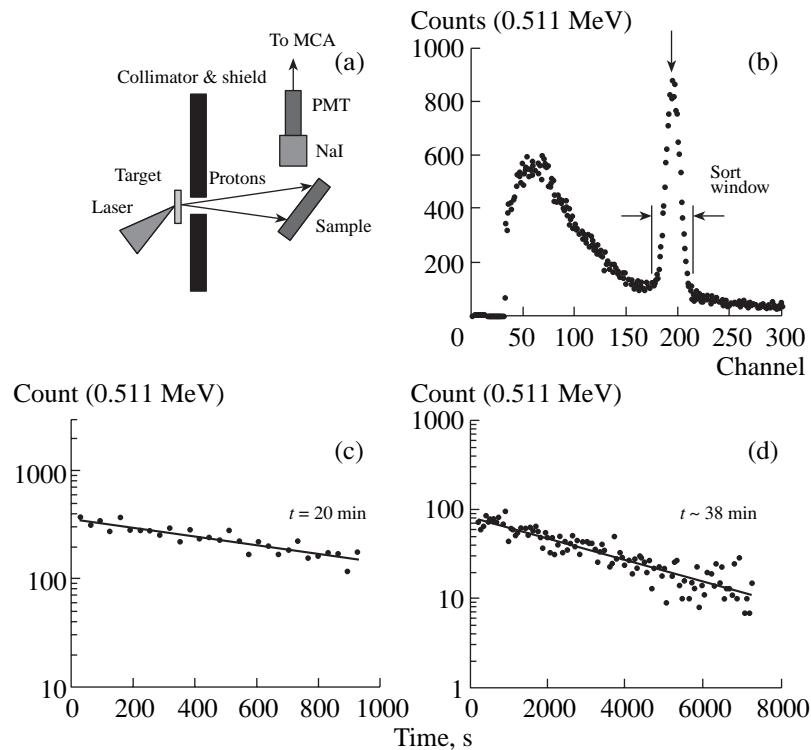 To MCA
(a)
Collimator & shield
PMT
NaI
Target
Protons
Laser
Sample
Counts (0.511 MeV)
(b)
1000
800
600
400
200
0
Sort
window
50 100 150 200 250 300
Channel
Count (0.511 MeV)
(c)
1000
100
10
t = 20 min
0 200 400 600 800 1000
Count (0.511 MeV)
(d)
1000
100
10
1
t ~ 38 min
0 2000 4000 6000 8000
Time, s